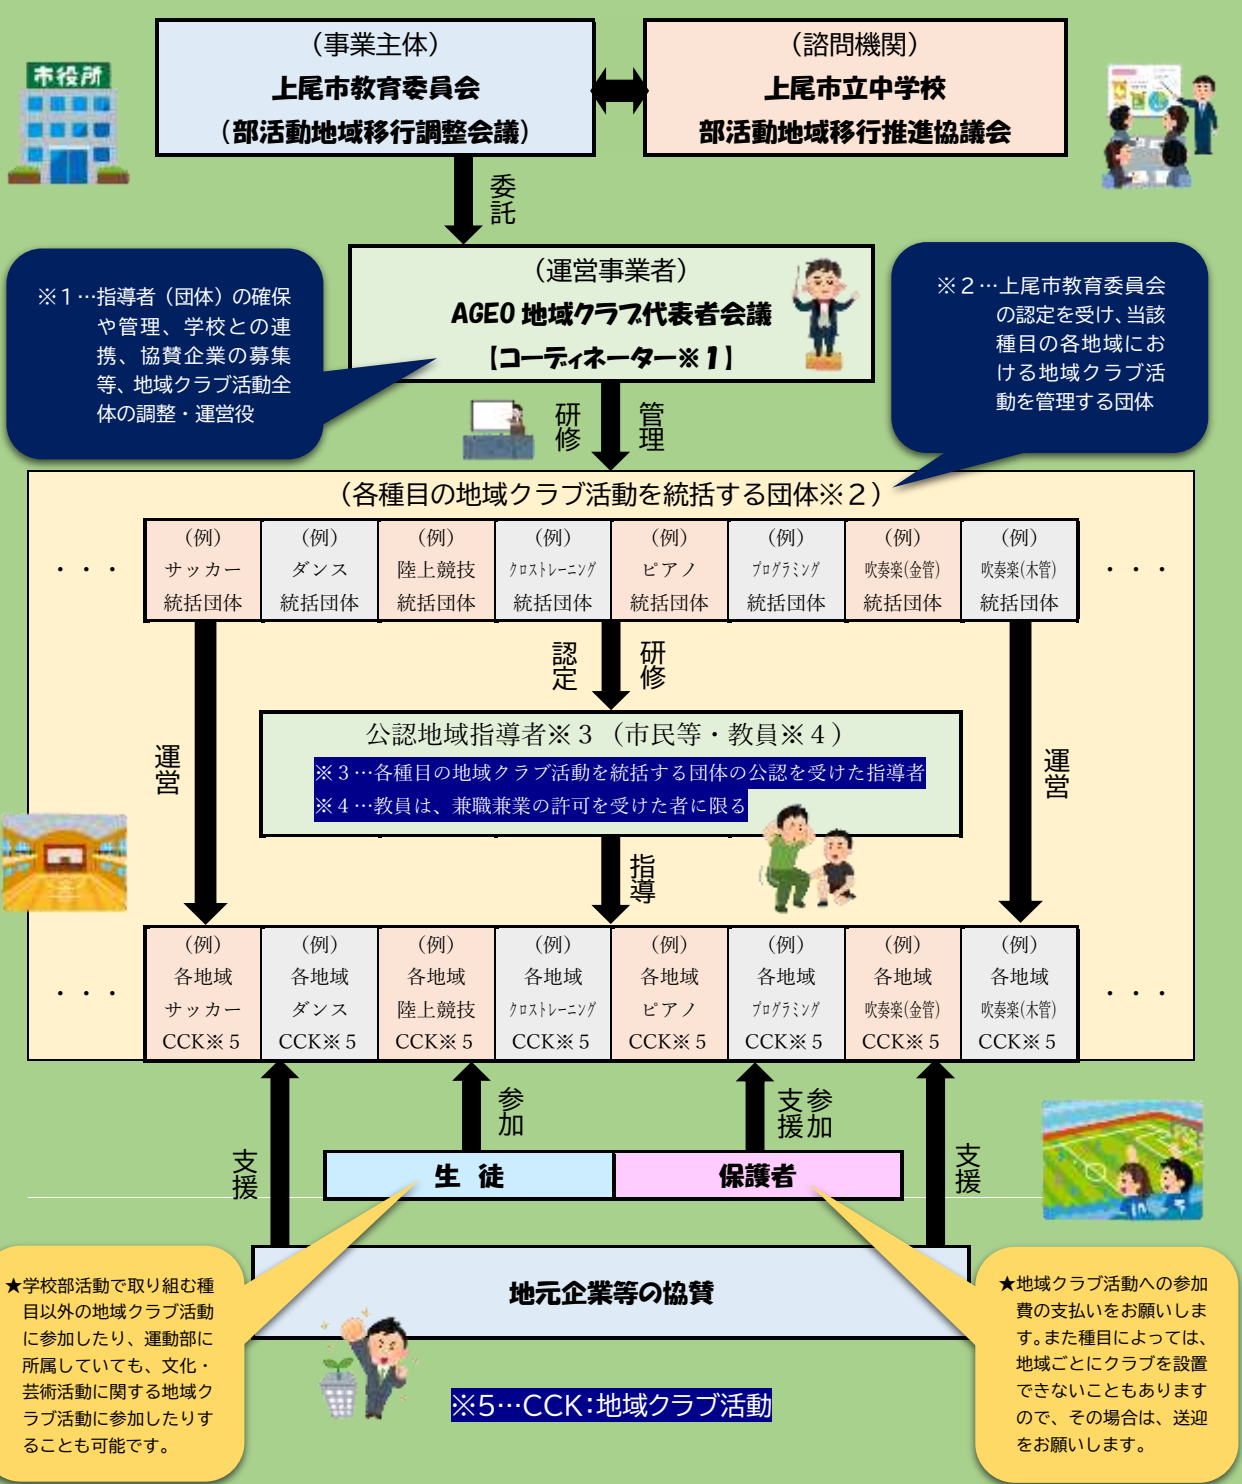 （事業主体）
上尾市教育委員会
（部活動地域移行調整会議）
（諮問機関）
上尾市立中学校
部活動地域移行推進協議会
市役所
委託
（運営事業者）
AGEO 地域クラブ代表者会議
【コーディネーター※１】
※１…指導者（団体）の確保
や管理、学校との連
携、協賛企業の募集
等、地域クラブ活動全
体の調整・運営役
※２…上尾市教育委員会
の認定を受け、当該
種目の各地域にお
ける地域クラブ活
動を管理する団体
研修
管理
（各種目の地域クラブ活動を統括する団体※２）
・・・
（例）
サッカー
統括団体
（例）
ダンス
統括団体
（例）
陸上競技
統括団体
（例）
クロストレーニング
統括団体
（例）
ピアノ
統括団体
（例）
プログラミング
統括団体
（例）
吹奏楽(金管)
統括団体
（例）
吹奏楽(木管)
統括団体
・・・
認定
研修
運営
公認地域指導者※３（市民等・教員※４）
※３…各種目の地域クラブ活動を統括する団体の公認を受けた指導者
※４…教員は、兼職兼業の許可を受けた者に限る
運営
指導
・・・
（例）
各地域
サッカー
CCK※５
（例）
各地域
ダンス
CCK※５
（例）
各地域
陸上競技
CCK※５
（例）
各地域
クロストレーニング
CCK※５
（例）
各地域
ピアノ
CCK※５
（例）
各地域
プログラミング
CCK※５
（例）
各地域
吹奏楽(金管)
CCK※５
（例）
各地域
吹奏楽(木管)
CCK※５
・・・
支援
参加
参加
支援
支援
生 徒
保護者
地元企業等の協賛
★学校部活動で取り組む種
目以外の地域クラブ活動
に参加したり、運動部に
所属していても、文化・
芸術活動に関する地域ク
ラブ活動に参加したりす
ることも可能です。
★地域クラブ活動への参加
費の支払いをお願いしま
す。また種目によっては、
地域ごとにクラブを設置
できないこともあります
ので、その場合は、送迎
をお願いします。
※5…CCK：地域クラブ活動